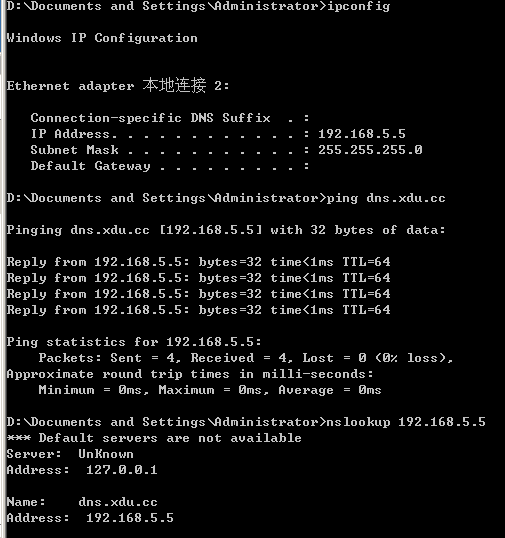 D:\Documents and Settings\Administrator>ipconfig
Windows IP Configuration
Ethernet adapter 本地连接 2:
Connection-specific DNS Suffix  . :
IP Address. . . . . . . . . . . . : 192.168.5.5
Subnet Mask . . . . . . . . . . . : 255.255.255.0
Default Gateway . . . . . . . . . :
D:\Documents and Settings\Administrator>ping dns.xdu.cc
Pinging dns.xdu.cc [192.168.5.5] with 32 bytes of data:
Reply from 192.168.5.5: bytes=32 time<1ms TTL=64
Reply from 192.168.5.5: bytes=32 time<1ms TTL=64
Reply from 192.168.5.5: bytes=32 time<1ms TTL=64
Reply from 192.168.5.5: bytes=32 time<1ms TTL=64
Ping statistics for 192.168.5.5:
Packets: Sent = 4, Received = 4, Lost = 0 (0% loss),
Approximate round trip times in milli-seconds:
Minimum = 0ms, Maximum = 0ms, Average = 0ms
D:\Documents and Settings\Administrator>nslookup 192.168.5.5
*** Default servers are not available
Server:  UnKnown
Address:  127.0.0.1
Name:    dns.xdu.cc
Address:  192.168.5.5